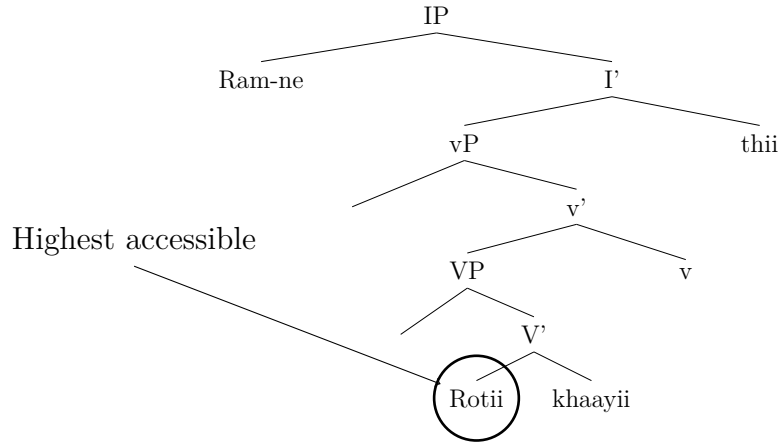 IP
Ram-ne
I'
vP
thii
v'
Highest accessible
VP
v
V'
Rotii
khaayii